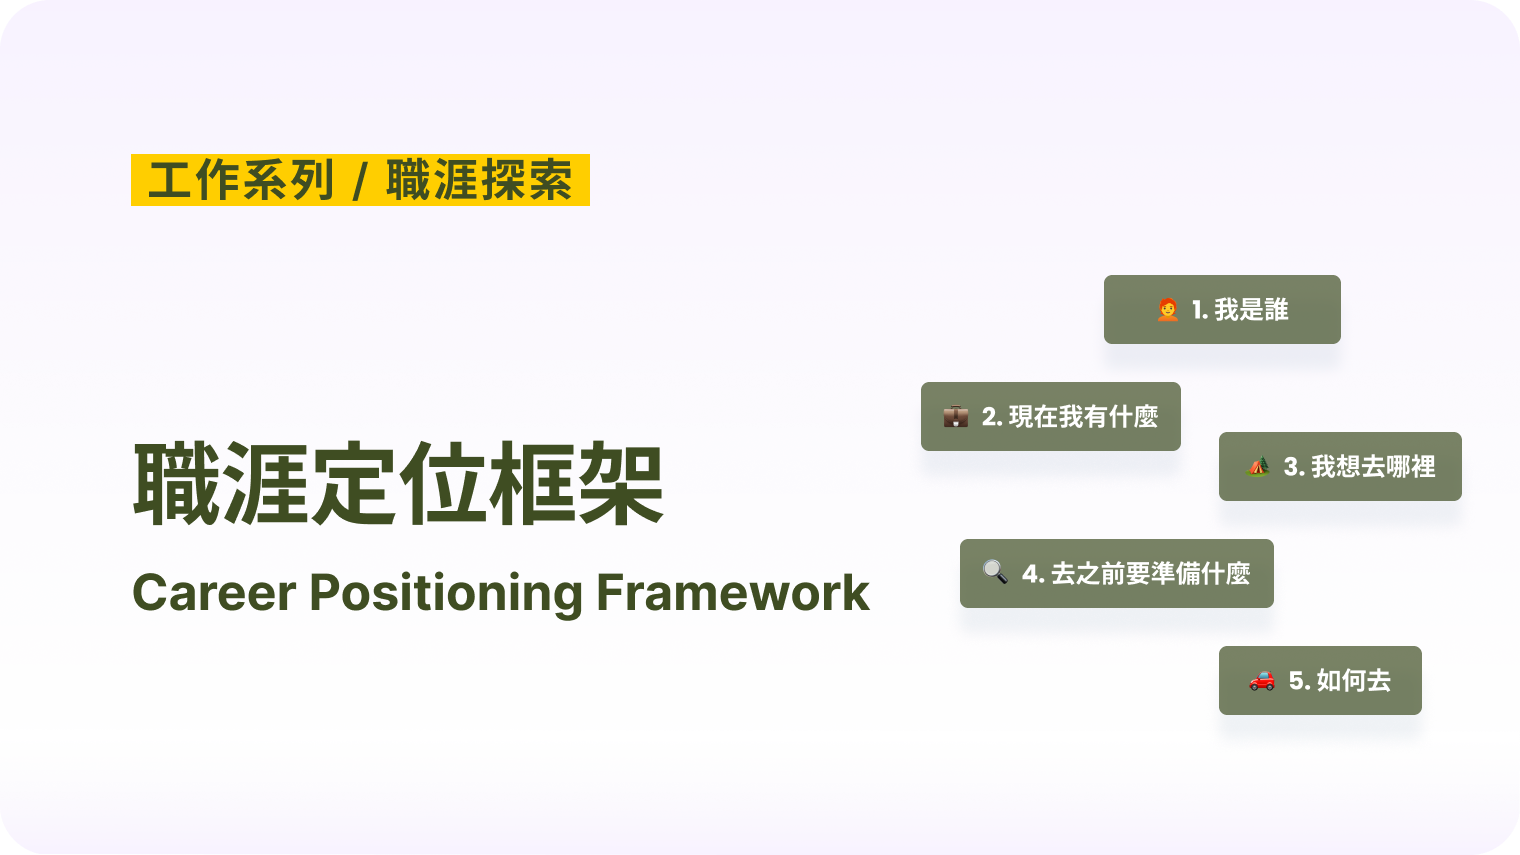 工作系列 / 職涯探索
職涯定位框架
Career Positioning Framework
1. 我是誰
2. 現在我有什麼
3. 我想去哪裡
4. 去之前要準備什麼
5. 如何去